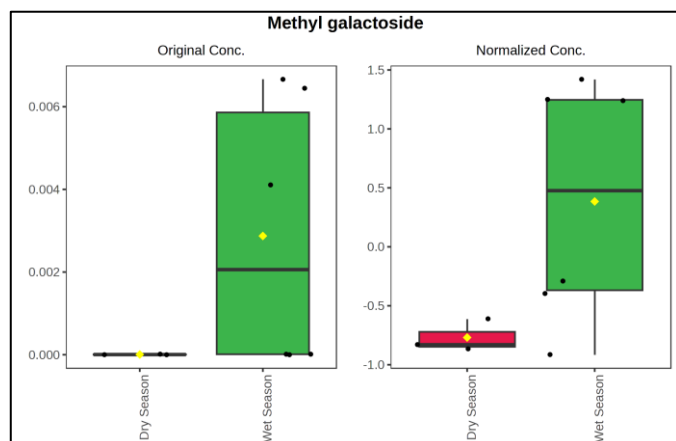 Methyl galactoside
Original Conc.
Normalized Conc.
0.006
0.004
0.002
0.000
1.5
1.0
0.5
0.0
-0.5
-1.0
Dry Season
Wet Season
Dry Season
Wet Season